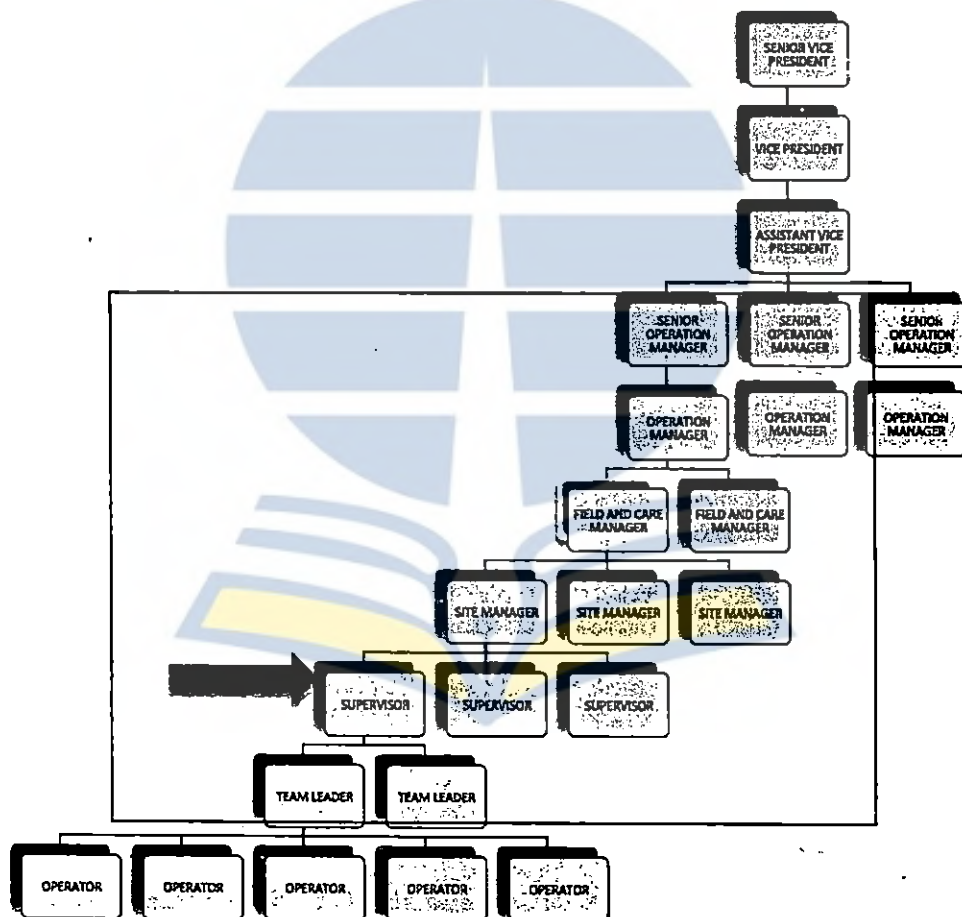 SENIOR VICE
PRESIDENT
VICE PRESIDENT
ASSISTANT VICE
PRESIDENT
SENIOR
OPERATION
MANAGER
SENIOR
OPERATION
MANAGER
SENIOR
OPERATION
MANAGER
OPERATION
MANAGER
OPERATION
MANAGER
OPERATION
MANAGER
FIELD AND CARE
MANAGER
FIELD AND CARE
MANAGER
SITE MANAGER
SITE MANAGER
SITE MANAGER
SUPERVISOR
SUPERVISOR
SUPERVISOR
TEAM LEADER
TEAM LEADER
OPERATOR
OPERATOR
OPERATOR
OPERATOR
OPERATOR